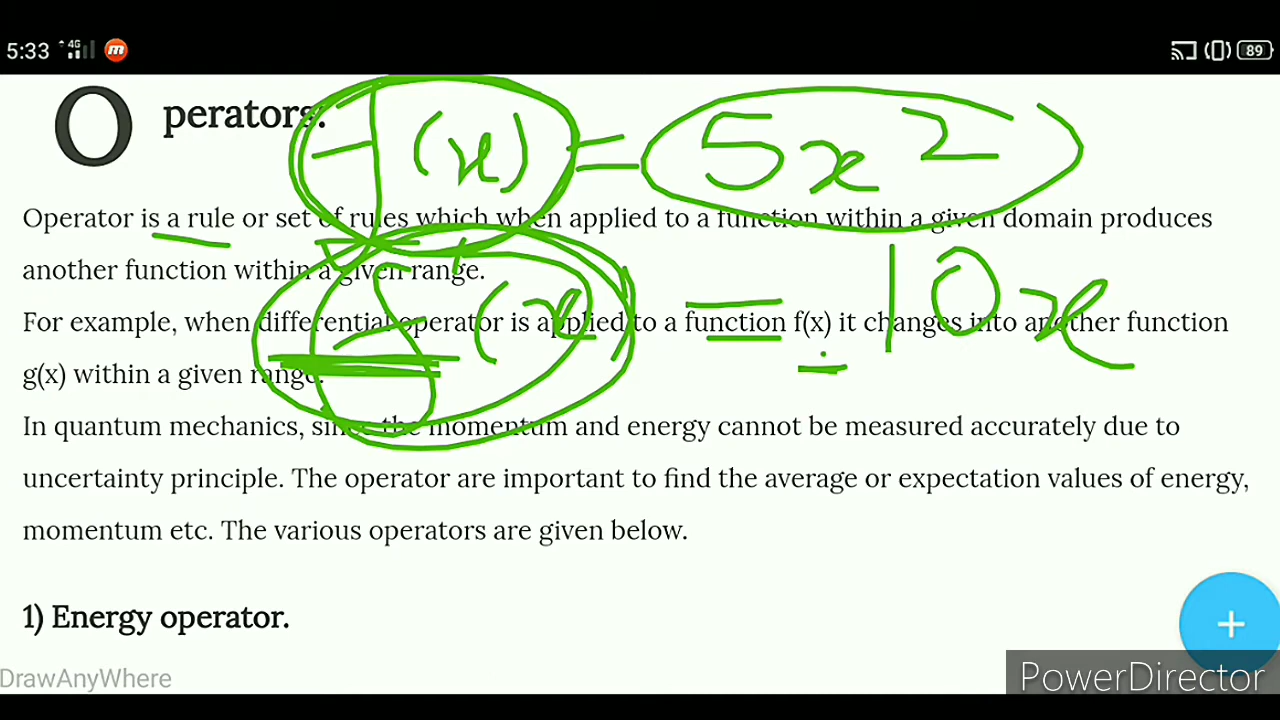 5:33 4G m 89
Operators:
f(x) = 5x²
Operator is a rule or set of rules which when applied to a function within a given domain produces
another function within a given range.
g(x) = 10x
For example, when differential operator is applied to a function f(x) it changes into another function
g(x) within a given range.
In quantum mechanics, since the momentum and energy cannot be measured accurately due to
uncertainty principle. The operator are important to find the average or expectation values of energy,
momentum etc. The various operators are given below.
1) Energy operator.
+
DrawAnyWhere
PowerDirector